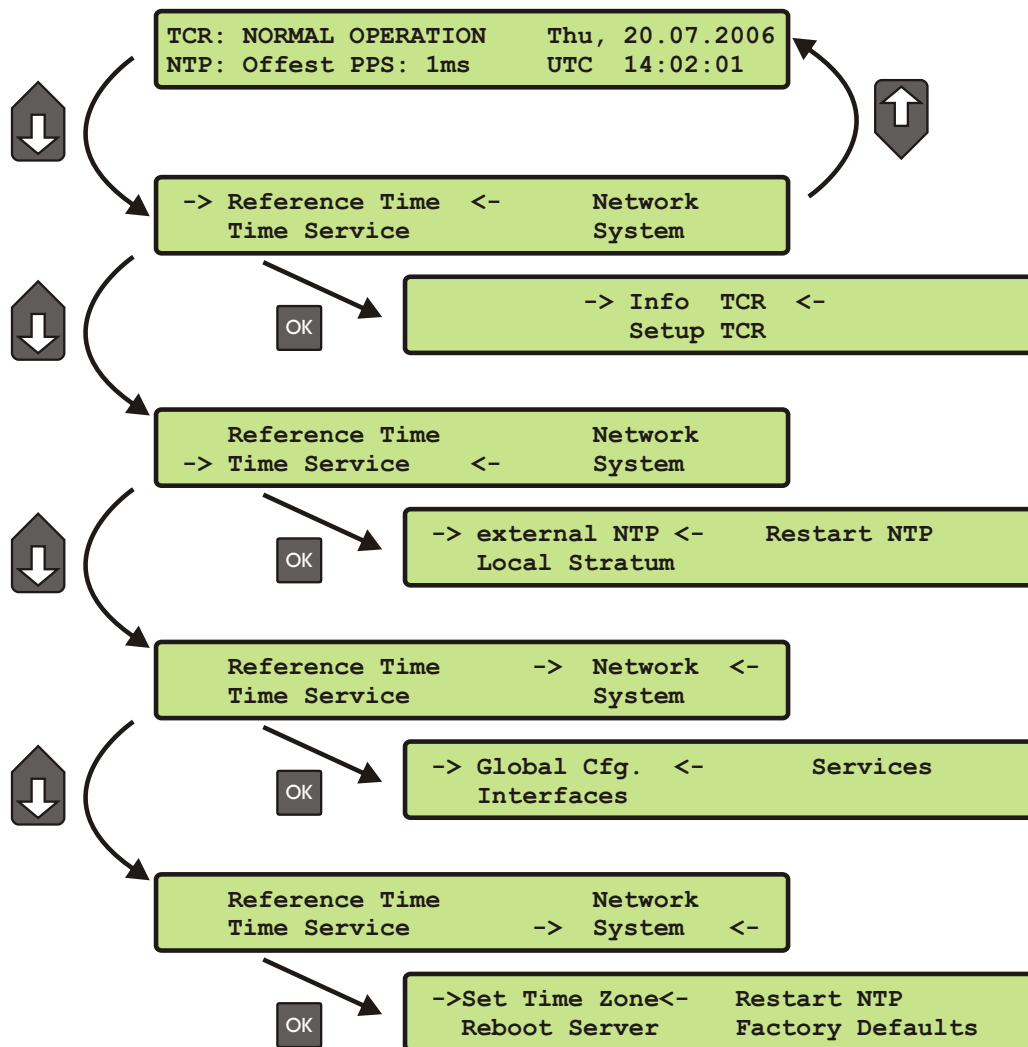 TCR: NORMAL OPERATION Thu, 20.07.2006
NTP: Offest PPS: 1ms UTC 14:02:01
-> Reference Time <- Network
Time Service System
OK
-> Info TCR <-
Setup TCR
Reference Time Network
-> Time Service <- System
OK
-> external NTP <- Restart NTP
Local Stratum
Reference Time -> Network <-
Time Service System
OK
-> Global Cfg. <- Services
Interfaces
Reference Time Network
Time Service -> System <-
OK
->Set Time Zone<- Restart NTP
Reboot Server Factory Defaults